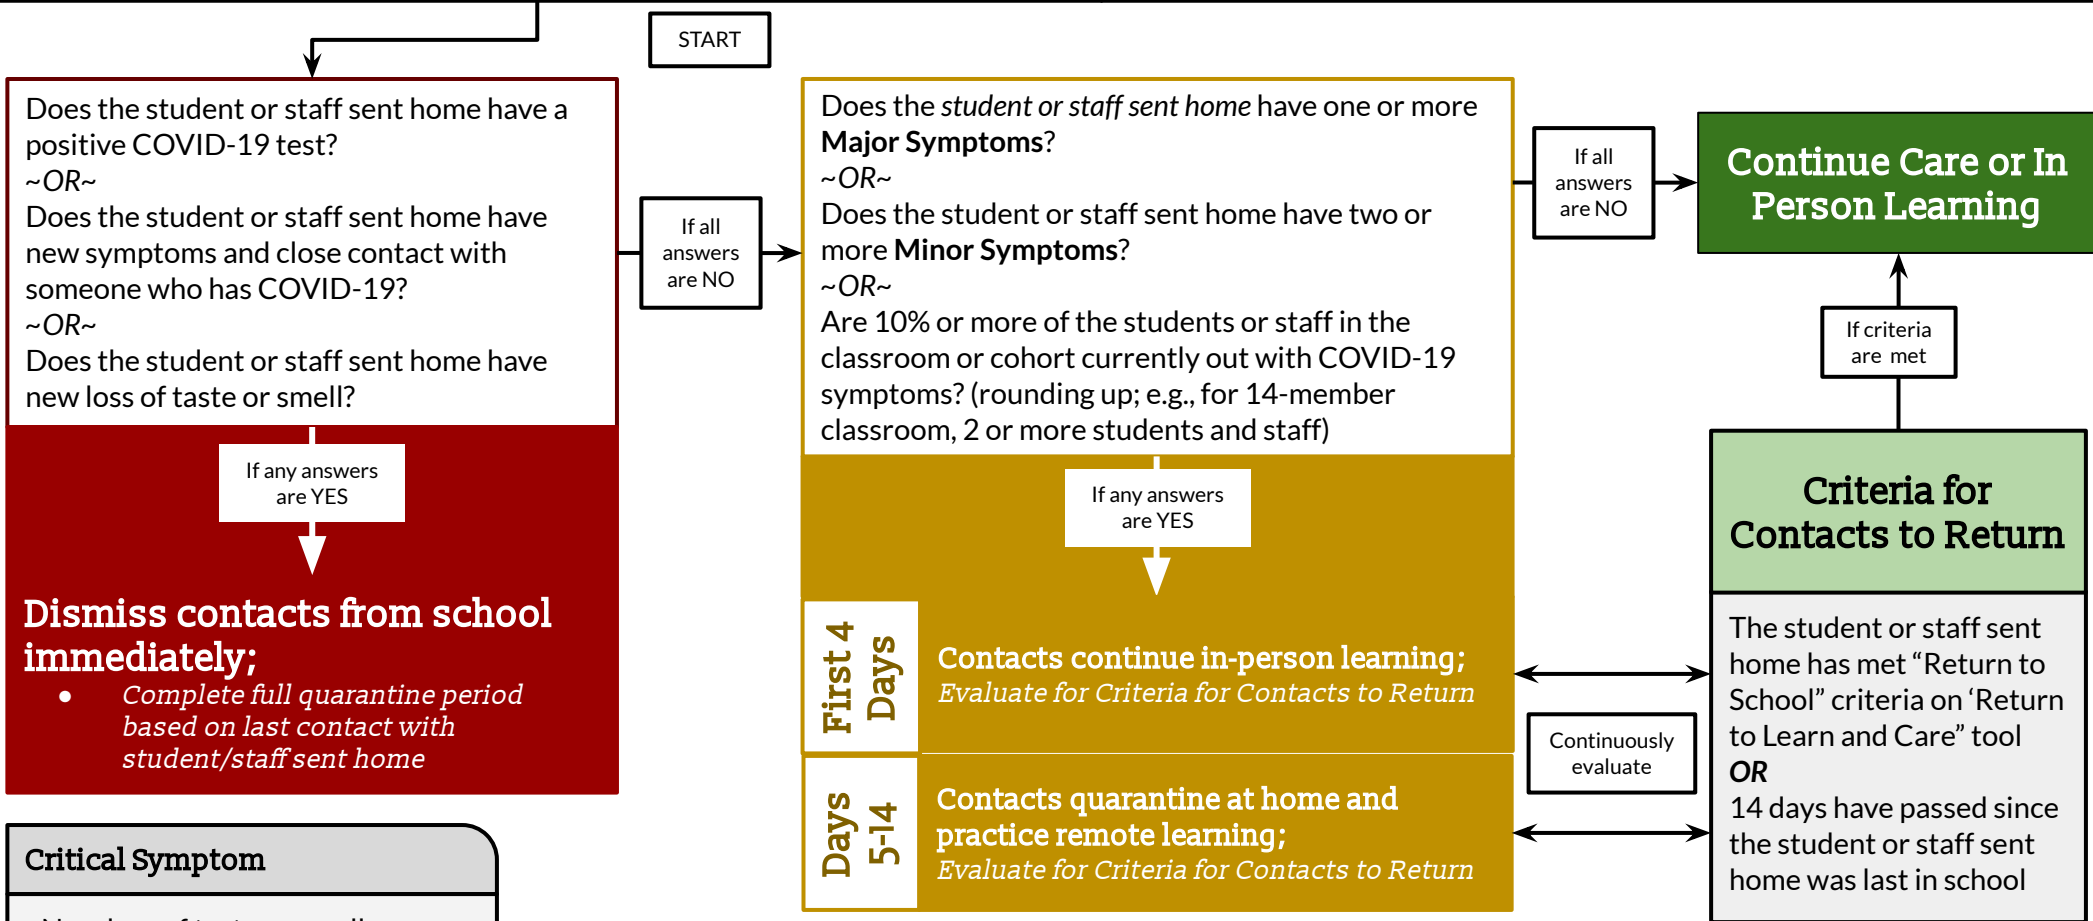 START
Does the student or staff sent home have a
positive COVID-19 test?
~OR~
Does the student or staff sent home have
new symptoms and close contact with
someone who has COVID-19?
~OR~
Does the student or staff sent home have
new loss of taste or smell?
If any answers
are YES
Dismiss contacts from school
immediately;
● Complete full quarantine period
based on last contact with
student/staff sent home
If all
answers
are NO
Does the student or staff sent home have one or more
Major Symptoms?
~OR~
Does the student or staff sent home have two or
more Minor Symptoms?
~OR~
Are 10% or more of the students or staff in the
classroom or cohort currently out with COVID-19
symptoms? (rounding up; e.g., for 14-member
classroom, 2 or more students and staff)
If any answers
are YES
First 4
Days
Contacts continue in-person learning;
Evaluate for Criteria for Contacts to Return
Days
5-14
Contacts quarantine at home and
practice remote learning;
Evaluate for Criteria for Contacts to Return
If all
answers
are NO
Continue Care or In
Person Learning
If criteria
are met
Criteria for
Contacts to Return
The student or staff sent
home has met “Return to
School” criteria on ‘Return
to Learn and Care” tool
OR
14 days have passed since
the student or staff sent
home was last in school
Continuously
evaluate
Critical Symptom